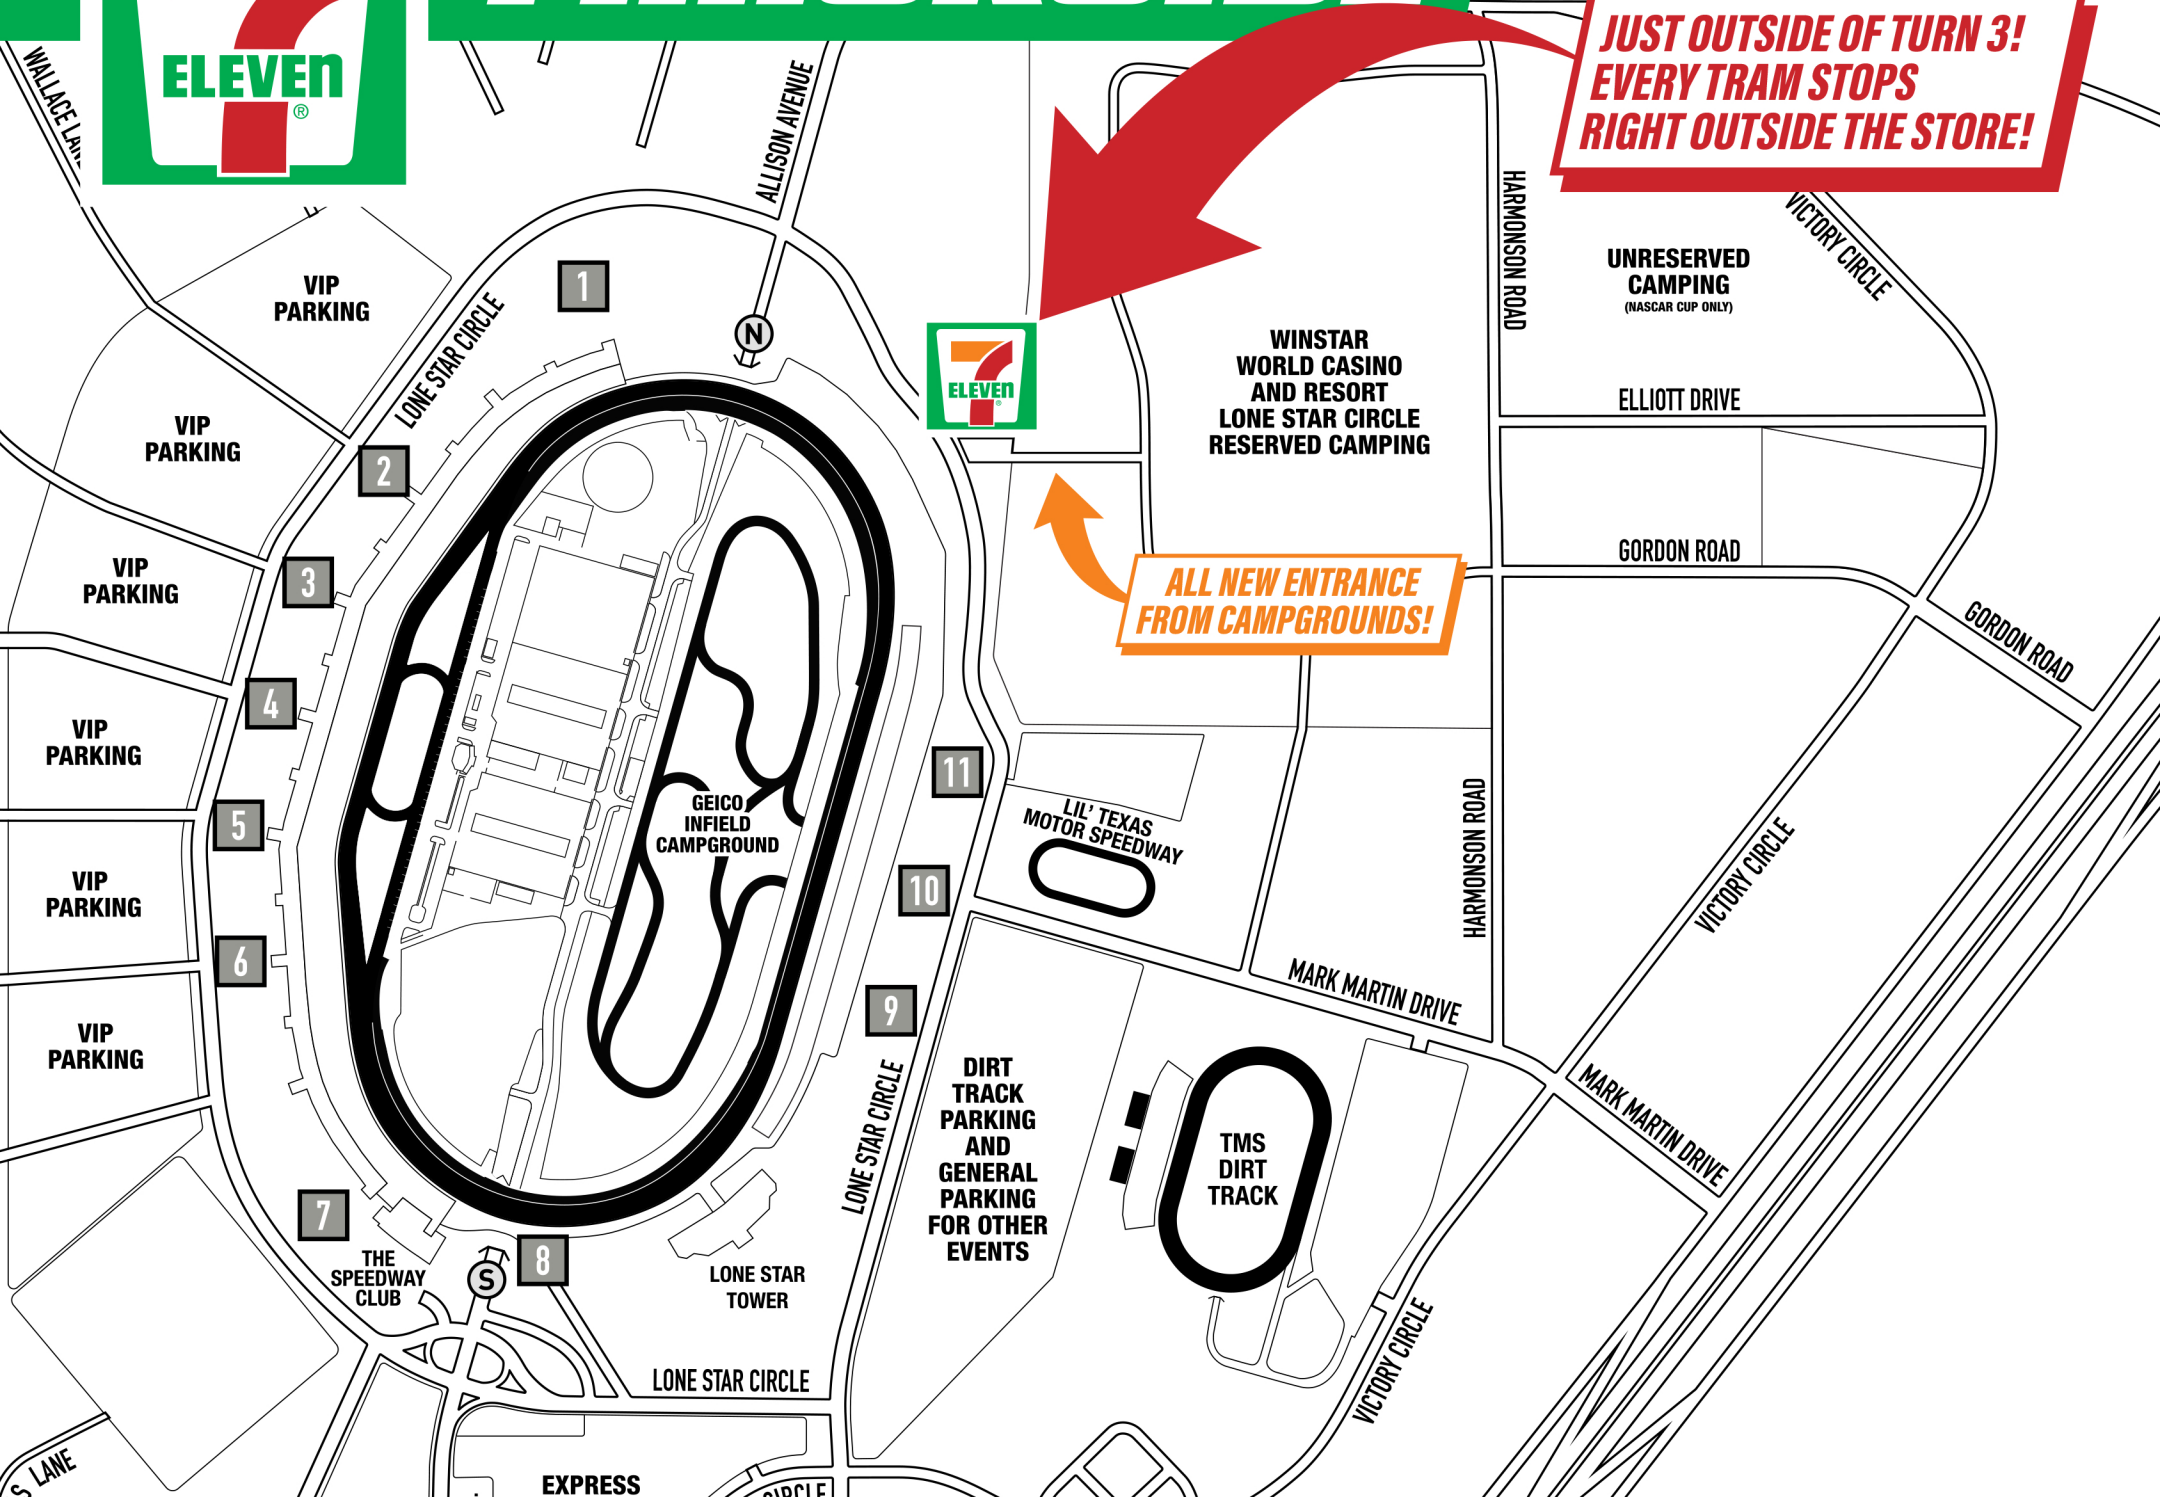 7
ELEVEN
®
JUST OUTSIDE OF TURN 3!
EVERY TRAM STOPS
RIGHT OUTSIDE THE STORE!
WALLACE
ALLISON AVENUE
HARMONSON ROAD
VICTORY CIRCLE
UNRESERVED
CAMPING
(NASCAR CUP ONLY)
VIP
PARKING
LONE STAR CIRCLE
1
N
7
ELEVEN
®
WINSTAR
WORLD CASINO
AND RESORT
LONE STAR CIRCLE
RESERVED CAMPING
ELLIOTT DRIVE
VIP
PARKING
2
GORDON ROAD
VIP
PARKING
3
ALL NEW ENTRANCE
FROM CAMPGROUNDS!
GORDON ROAD
4
VIP
PARKING
11
GEICO
INFIELD
CAMPGROUND
LIL' TEXAS
MOTOR SPEEDWAY
HARMONSON ROAD
VICTORY CIRCLE
5
VIP
PARKING
10
6
9
MARK MARTIN DRIVE
VIP
PARKING
LONE STAR CIRCLE
DIRT
TRACK
PARKING
AND
GENERAL
PARKING
FOR OTHER
EVENTS
TMS
DIRT
TRACK
MARK MARTIN DRIVE
7
THE
SPEEDWAY
CLUB
S
8
LONE STAR
TOWER
VICTORY CIRCLE
LONE STAR CIRCLE
S LANE
EXPRESS
CIRCLE